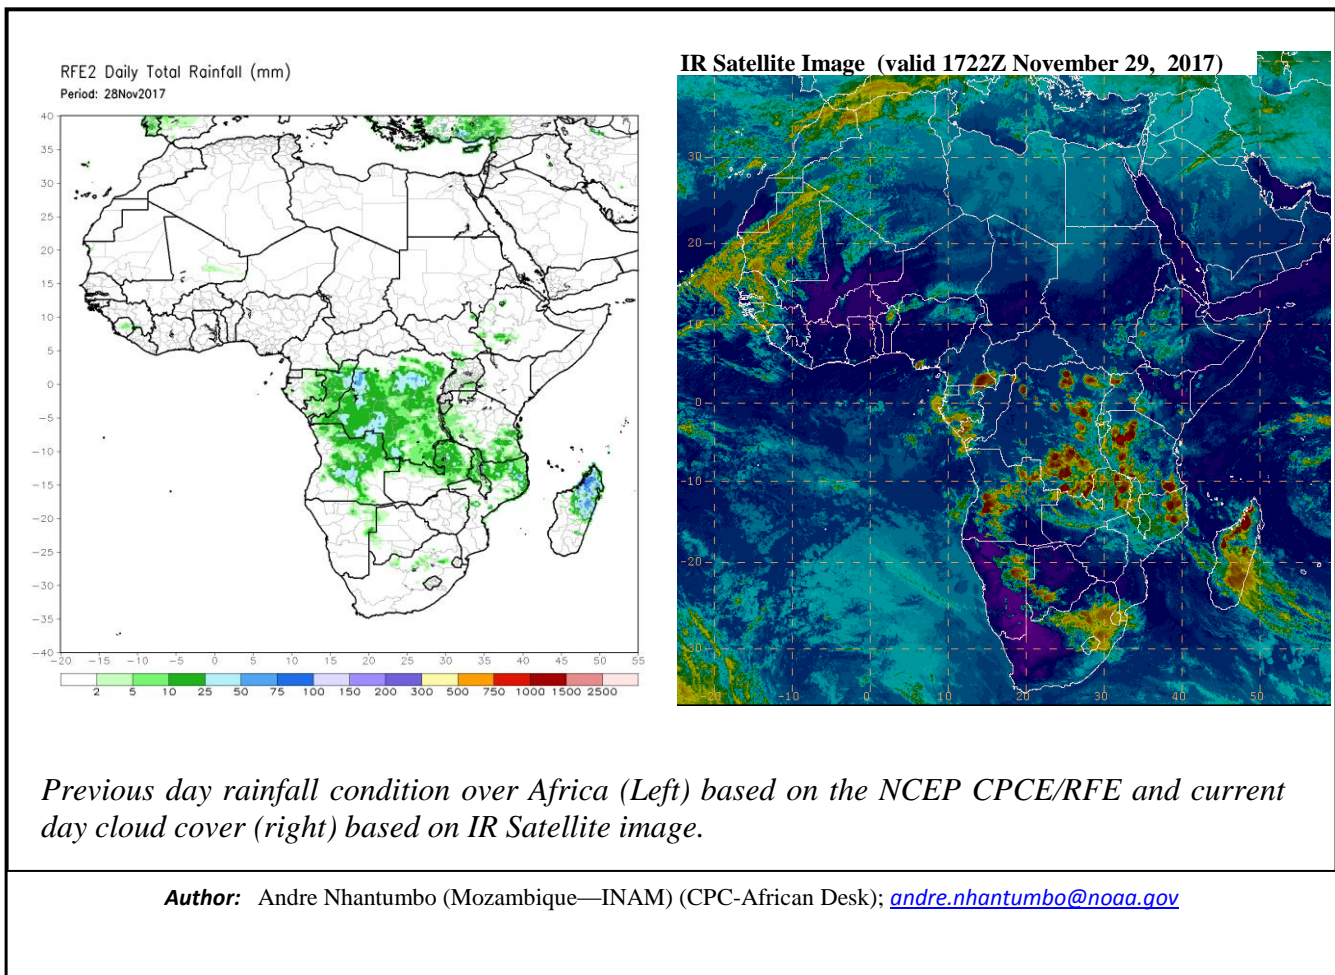 RFE2 Daily Total Rainfall (mm)
Period: 28Nov2017
IR Satellite Image (valid 1722Z November 29, 2017)
40
35
30
25
20
15
10
5
0
−5
−10
−15
−20
−25
−30
−35
−40
−20 −15 −10 −5 0 5 10 15 20 25 30 35 40 45 50 55
2 5 10 25 50 75 100 150 200 300 500 750 1000 1500 2500
30
20
10
0
-10
-20
-30
-20 -10 0 10 20 30 40 50
Previous day rainfall condition over Africa (Left) based on the NCEP CPCE/RFE and current
day cloud cover (right) based on IR Satellite image.
Author: Andre Nhantumbo (Mozambique—INAM) (CPC-African Desk); andre.nhantumbo@noaa.gov